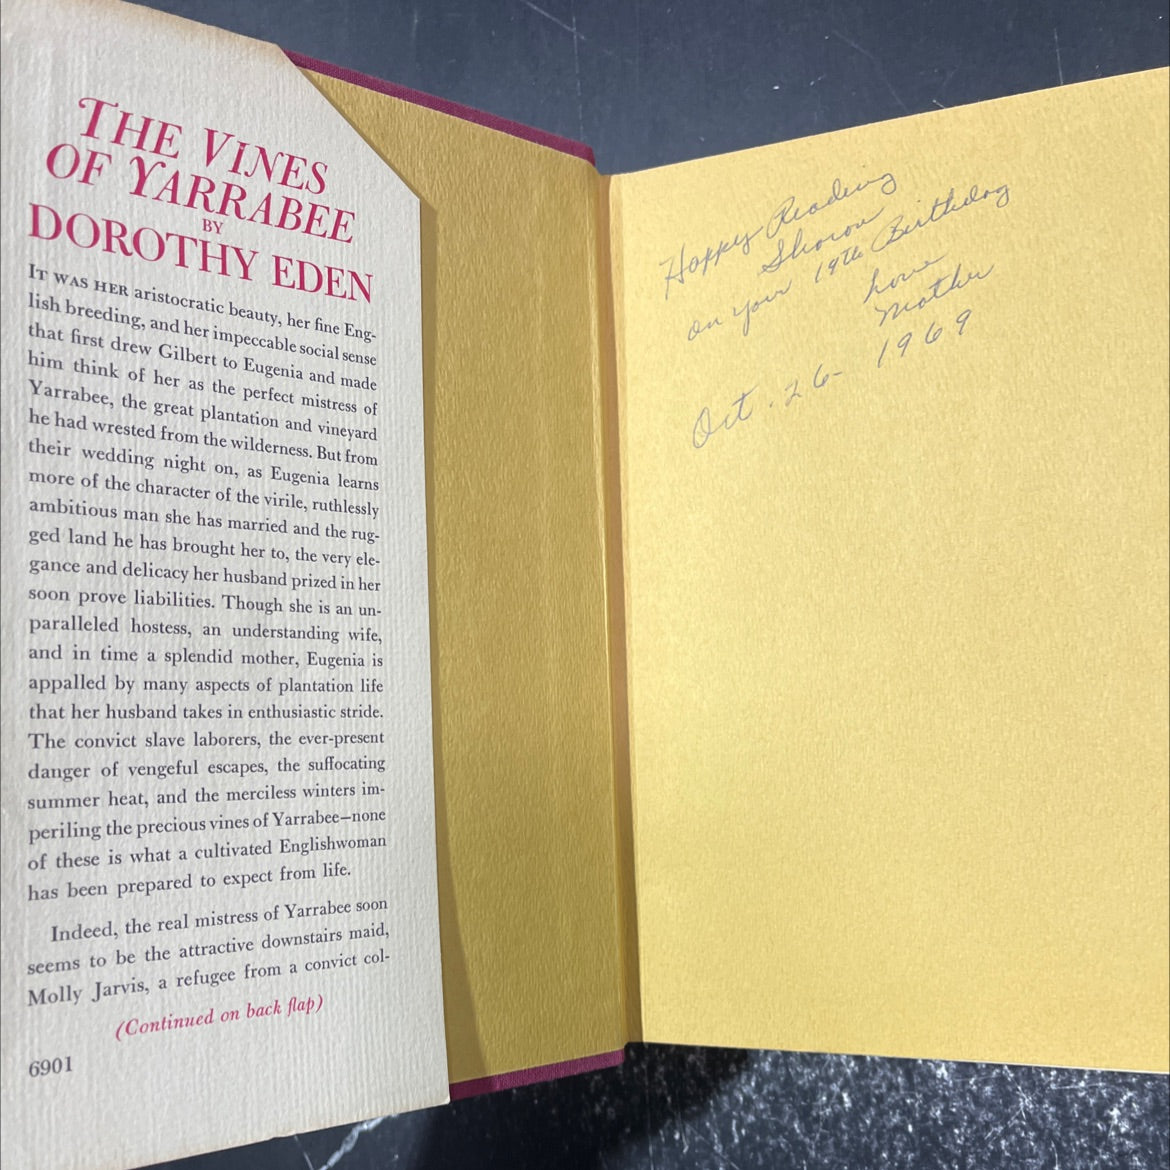 THE VINES
OF YARRABEE
BY
DOROTHY EDEN
IT WAS HER aristocratic beauty, her fine Eng-
lish breeding, and her impeccable social sense
that first drew Gilbert to Eugenia and made
him think of her as the perfect mistress of
Yarrabee, the great plantation and vineyard
he had wrested from the wilderness. But from
their wedding night on, as Eugenia learns
more of the character of the virile, ruthlessly
ambitious man she has married and the rug-
ged land he has brought her to, the very ele-
gance and delicacy her husband prized in her
soon prove liabilities. Though she is an un-
paralleled hostess, an understanding wife,
and in time a splendid mother, Eugenia is
appalled by many aspects of plantation life
that her husband takes in enthusiastic stride.
The convict slave laborers, the ever-present
danger of vengeful escapes, the suffocating
summer heat, and the merciless winters im-
periling the precious vines of Yarrabee—none
of these is what a cultivated Englishwoman
has been prepared to expect from life.
Indeed, the real mistress of Yarrabee soon
seems to be the attractive downstairs maid,
Molly Jarvis, a refugee from a convict col-
(Continued on back flap)
6901
Happy Reading
Sharon
on your 19th Birthday
Love
Mother
Oct. 26- 1969